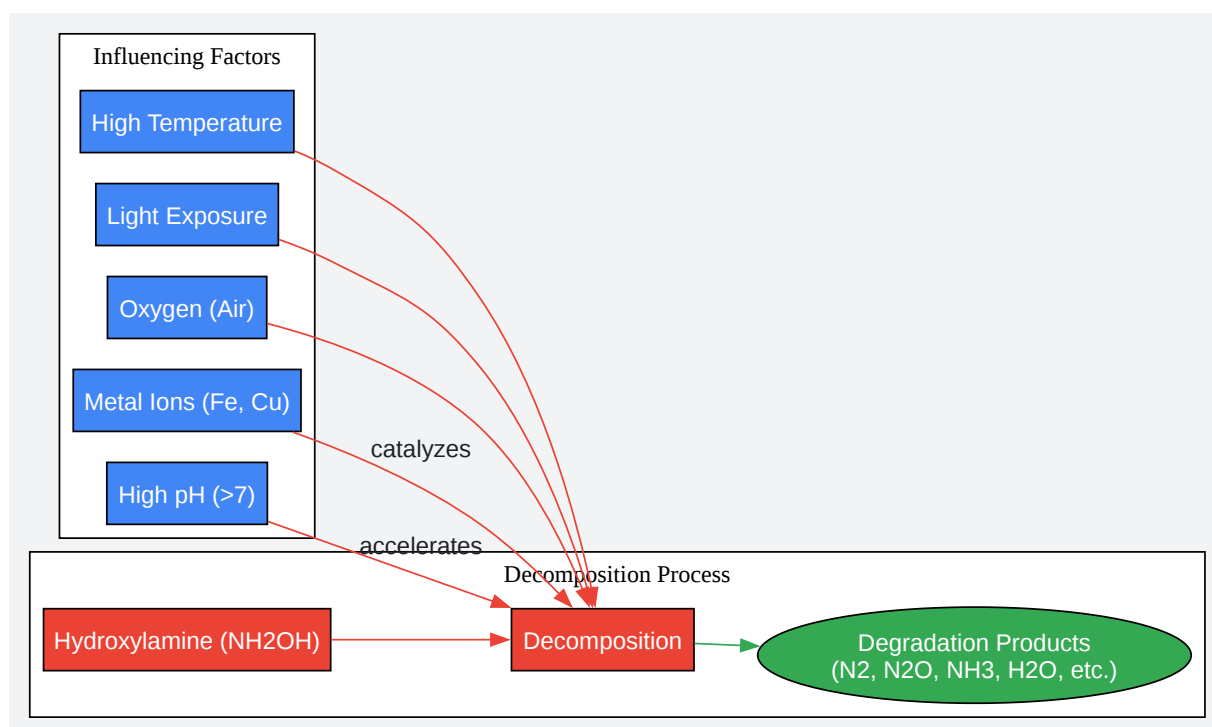 Influencing Factors
High Temperature
Light Exposure
Oxygen (Air)
Metal Ions (Fe, Cu)
catalyzes
High pH (>7)
accelerates
Decomposition Process
Hydroxylamine (NH2OH)
Decomposition
Degradation Products
(N2, N2O, NH3, H2O, etc.)